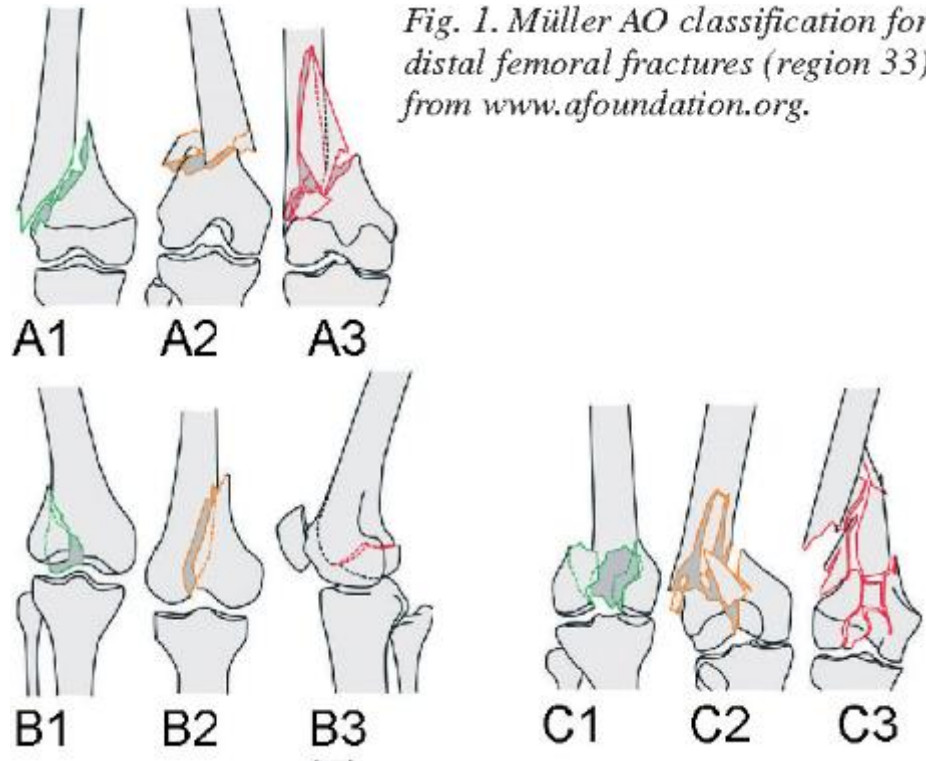 Fig. 1. Müller AO classification for
distal femoral fractures (region 33)
from www.afoundation.org.
A1 A2 A3
B1 B2 B3 C1 C2 C3